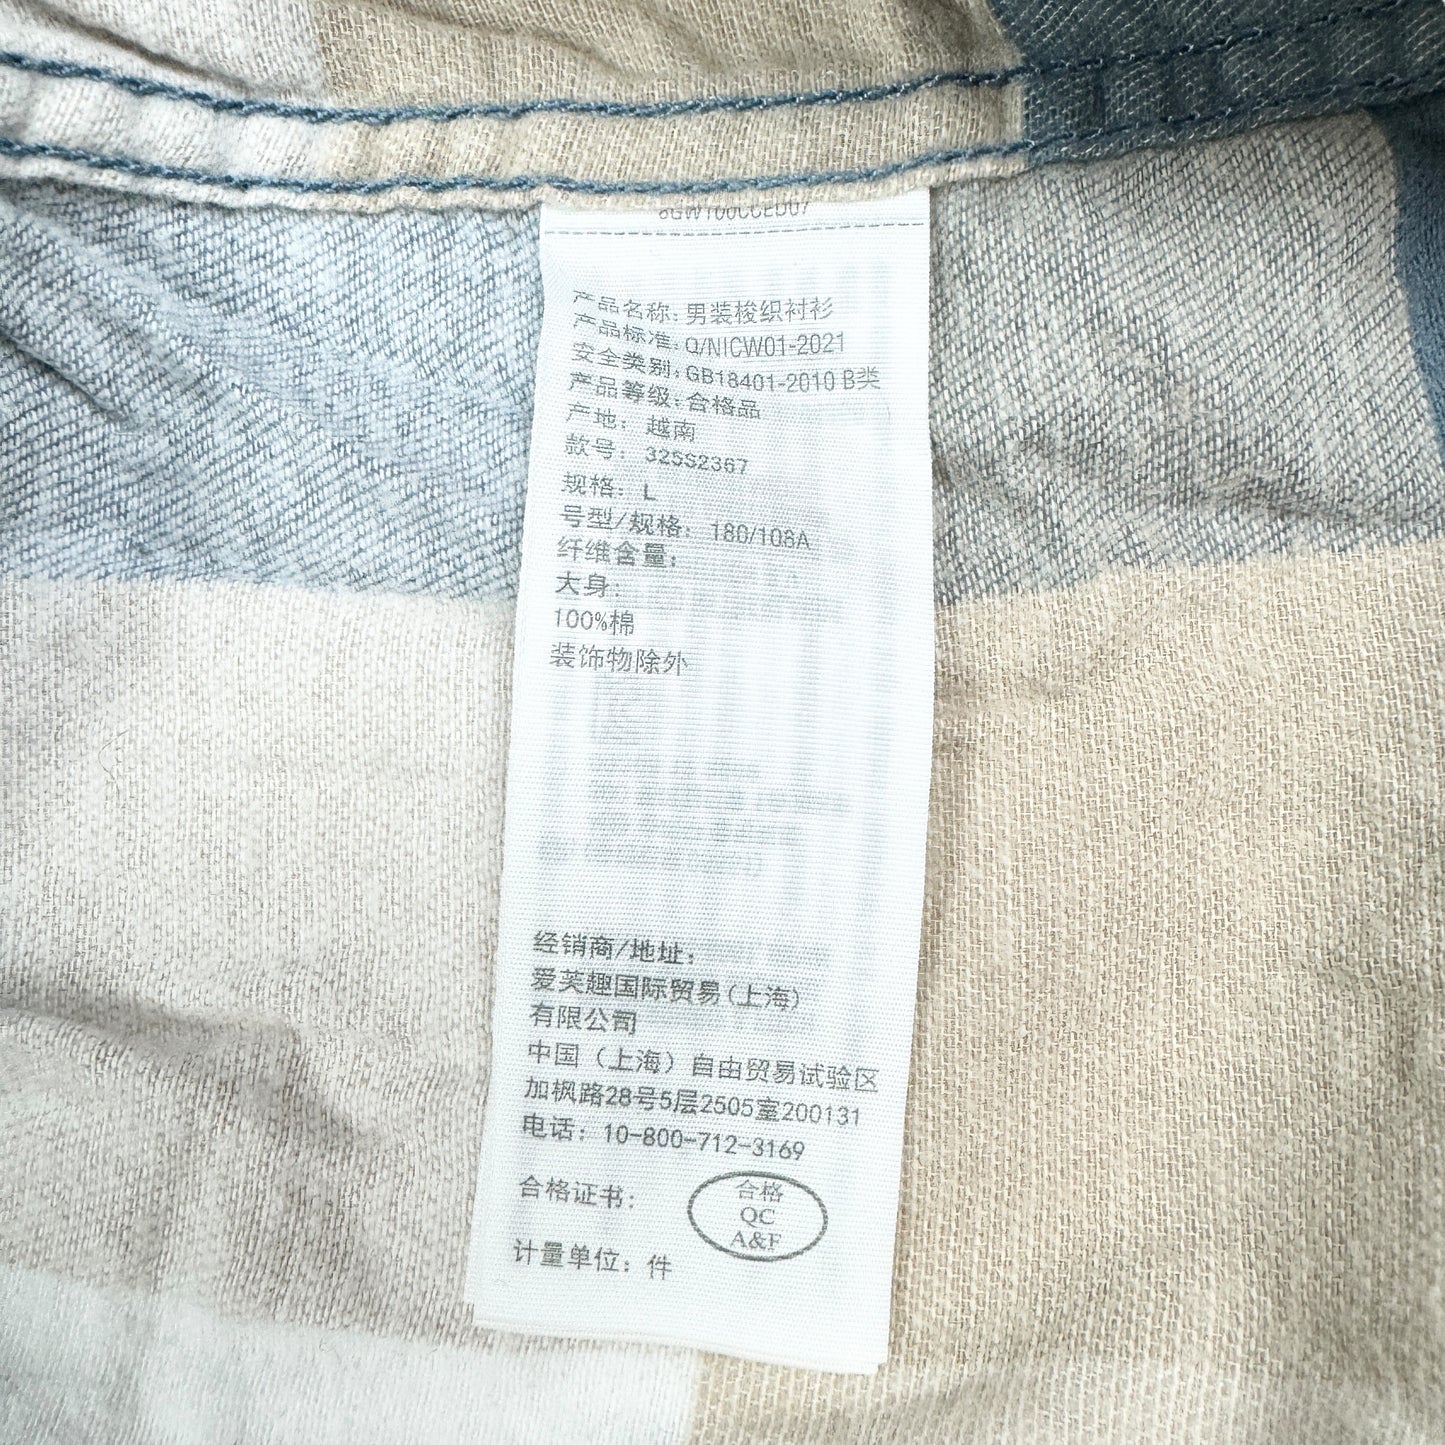 产品名称: 男装梭织衬衫
产品标准: Q/NICW01-2021
安全类别: GB18401-2010 B类
产品等级: 合格品
产地: 越南
款号: 325S2367
规格: L
号型/规格: 180/108A
纤维含量:
大身:
100%棉
装饰物除外
经销商/地址:
爱芙趣国际贸易(上海)
有限公司
中国（上海）自由贸易试验区
加枫路28号5层2505室200131
电话: 10-800-712-3169
合格证书:
合格
QC
A&F
计量单位: 件